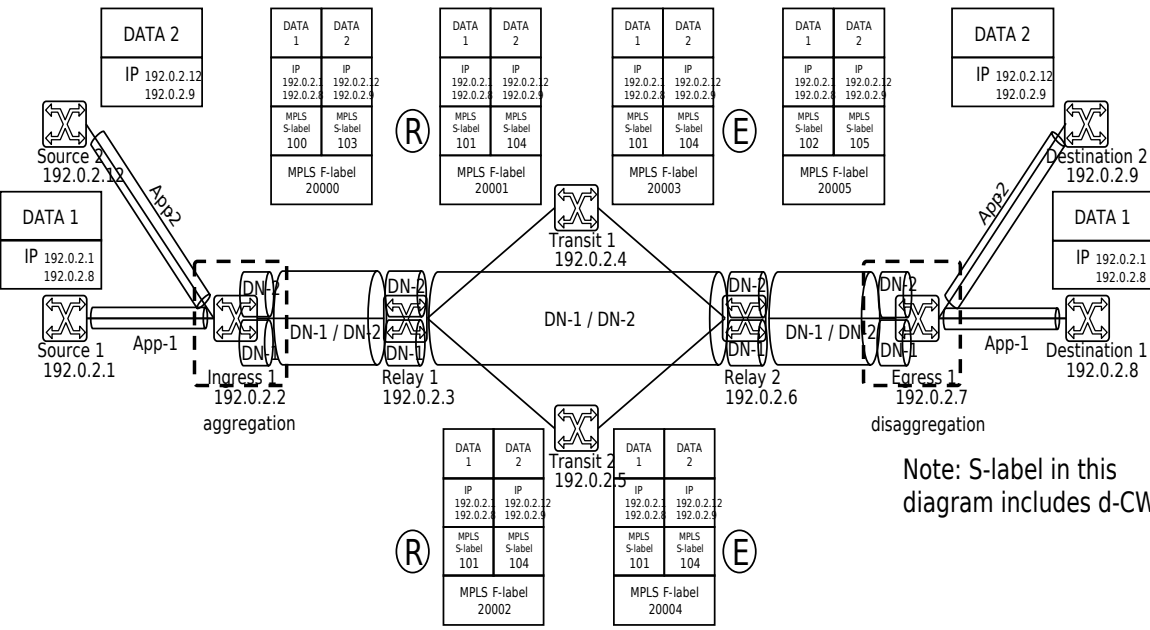 DATA 2
IP 192.0.2.12
192.0.2.9
DATA
1
DATA
2
IP
192.0.2.1
192.0.2.8
IP
192.0.2.12
192.0.2.9
MPLS
S-label
100
MPLS
S-label
103
MPLS F-label
20000
R
DATA
1
DATA
2
IP
192.0.2.1
192.0.2.8
IP
192.0.2.12
192.0.2.9
MPLS
S-label
101
MPLS
S-label
104
MPLS F-label
20001
DATA
1
DATA
2
IP
192.0.2.1
192.0.2.8
IP
192.0.2.12
192.0.2.9
MPLS
S-label
101
MPLS
S-label
104
MPLS F-label
20003
E
DATA
1
DATA
2
IP
192.0.2.1
192.0.2.8
IP
192.0.2.12
192.0.2.9
MPLS
S-label
102
MPLS
S-label
105
MPLS F-label
20005
DATA 2
IP 192.0.2.12
192.0.2.9
Source 2
192.0.2.12
Destination 2
192.0.2.9
DATA 1
IP 192.0.2.1
192.0.2.8
App2
App2
DATA 1
IP 192.0.2.1
192.0.2.8
Transit 1
192.0.2.4
DN-2
DN-2
DN-2
DN-2
DN-1 / DN-2
DN-1 / DN-2
DN-1 / DN-2
DN-1
DN-1
DN-1
DN-1
Source 1
192.0.2.1
App-1
Ingress 1
192.0.2.2
aggregation
Relay 1
192.0.2.3
Relay 2
192.0.2.6
Egress 1
192.0.2.7
disaggregation
App-1
Destination 1
192.0.2.8
Transit 2
192.0.2.5
R
DATA
1
DATA
2
IP
192.0.2.1
192.0.2.8
IP
192.0.2.12
192.0.2.9
MPLS
S-label
101
MPLS
S-label
104
MPLS F-label
20002
DATA
1
DATA
2
IP
192.0.2.1
192.0.2.8
IP
192.0.2.12
192.0.2.9
MPLS
S-label
101
MPLS
S-label
104
MPLS F-label
20004
E
Note: S-label in this
diagram includes d-CW